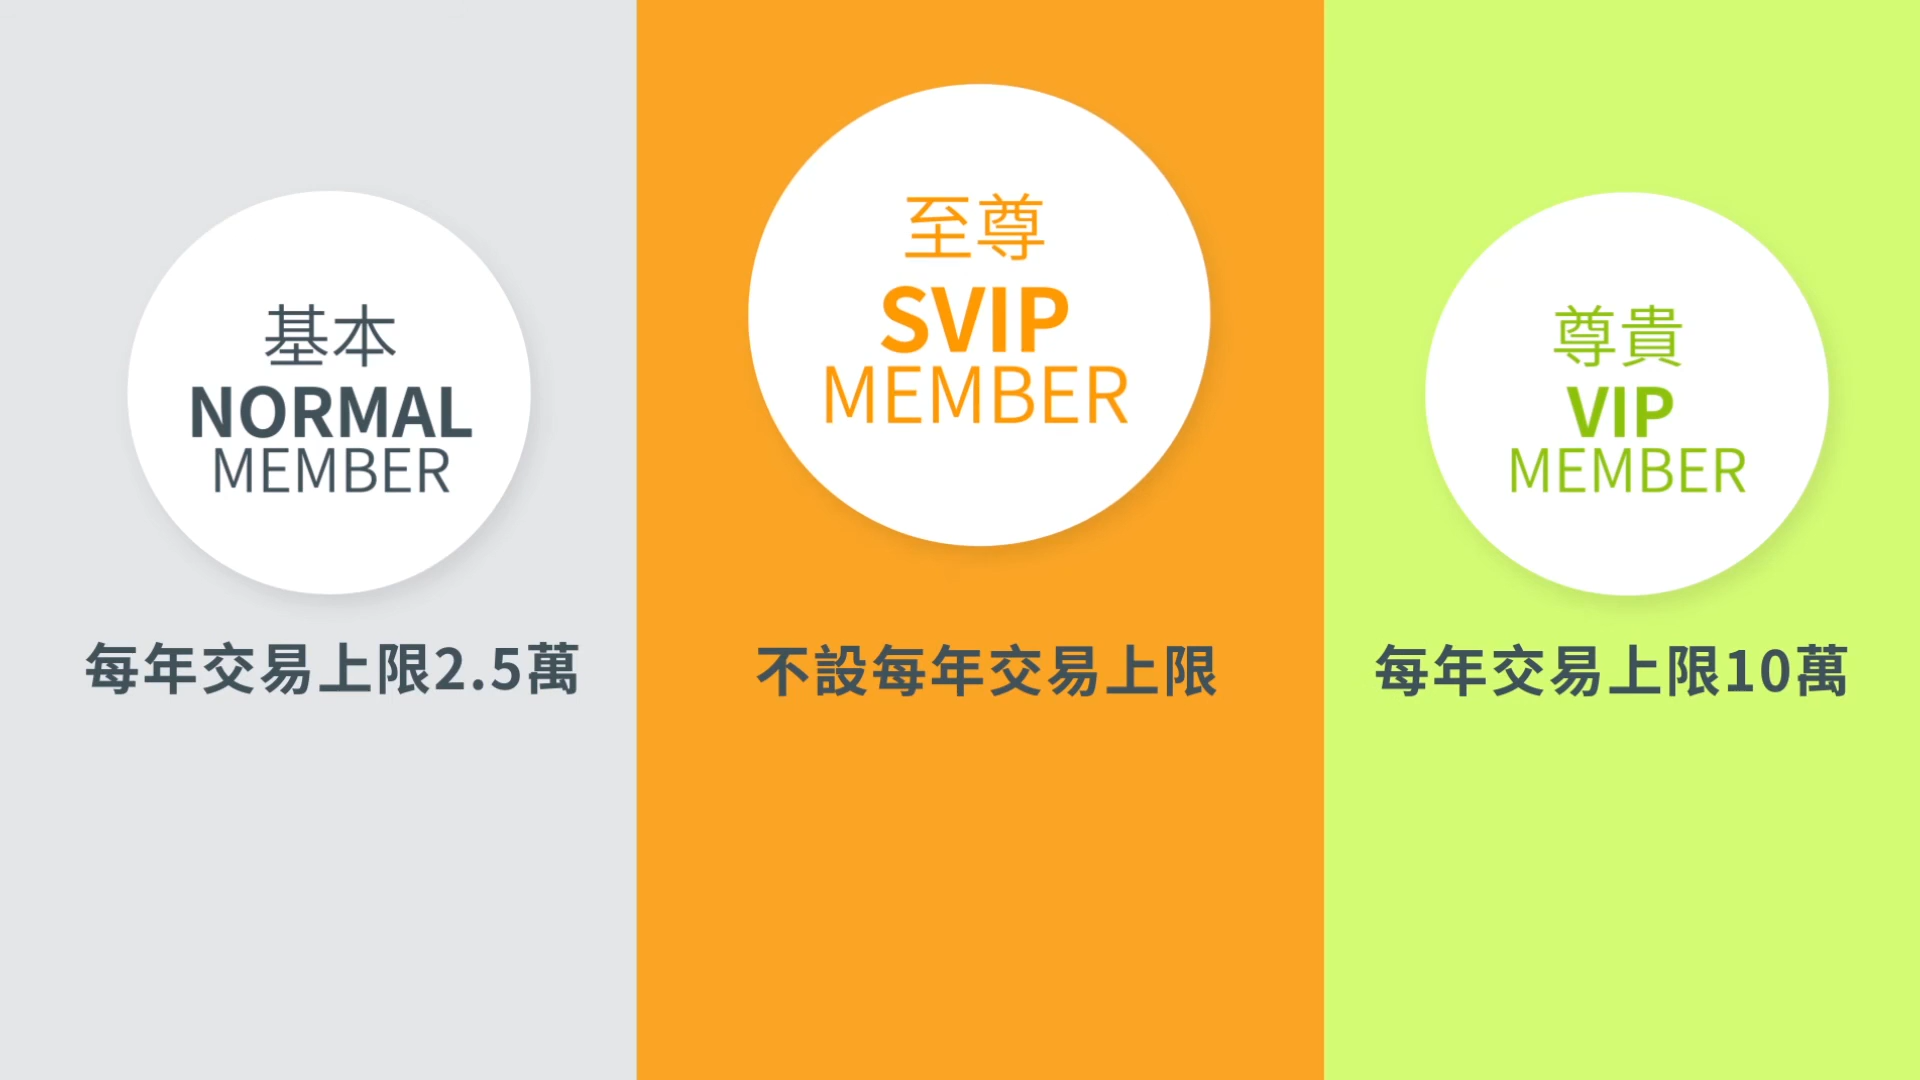 基本
NORMAL
MEMBER
每年交易上限2.5萬
至尊
SVIP
MEMBER
不設每年交易上限
尊貴
VIP
MEMBER
每年交易上限10萬